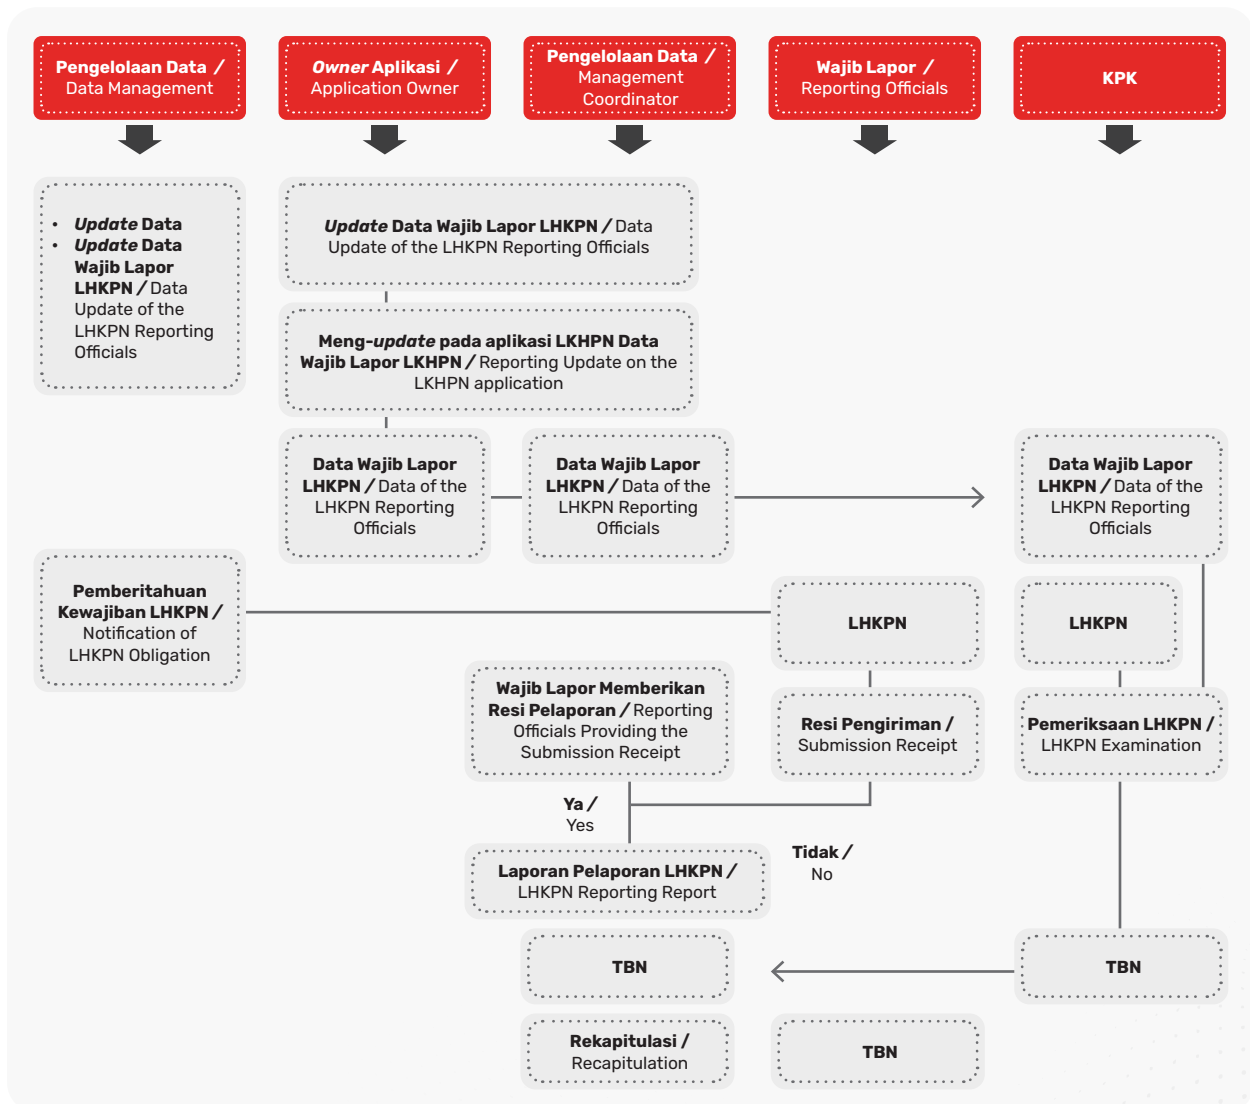 Pengelolaan Data /
Data Management
Owner Aplikasi /
Application Owner
Pengelolaan Data /
Management
Coordinator
Wajib Lapor /
Reporting Officials
KPK
• Update Data
• Update Data
Wajib Lapor
LHKPN / Data
Update of the
LHKPN Reporting
Officials
Update Data Wajib Lapor LHKPN / Data
Update of the LHKPN Reporting Officials
Meng-update pada aplikasi LKHPN Data
Wajib Lapor LKHPN / Reporting Update on the
LKHPN application
Data Wajib Lapor
LHKPN / Data of the
LHKPN Reporting
Officials
Data Wajib Lapor
LHKPN / Data of the
LHKPN Reporting
Officials
Data Wajib Lapor
LHKPN / Data of the
LHKPN Reporting
Officials
Pemberitahuan
Kewajiban LHKPN /
Notification of
LHKPN Obligation
LHKPN
LHKPN
Wajib Lapor Memberikan
Resi Pelaporan / Reporting
Officials Providing the
Submission Receipt
Resi Pengiriman /
Submission Receipt
Pemeriksaan LHKPN /
LHKPN Examination
Ya /
Yes
Tidak /
No
Laporan Pelaporan LHKPN /
LHKPN Reporting Report
TBN
TBN
Rekapitulasi /
Recapitulation
TBN